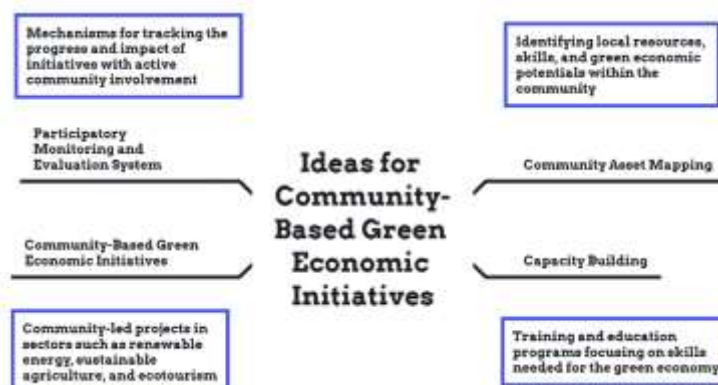 Mechanisms for tracking the
progress and impact of
initiatives with active
community involvement
Identifying local resources,
skills, and green economic
potentials within the
community
Participatory
Monitoring and
Evaluation System
Community Asset Mapping
Ideas for
Community-
Based Green
Economic
Initiatives
Community-Based Green
Economic Initiatives
Capacity Building
Community-led projects in
sectors such as renewable
energy, sustainable
agriculture, and ecotourism
Training and education
programs focusing on skills
needed for the green economy